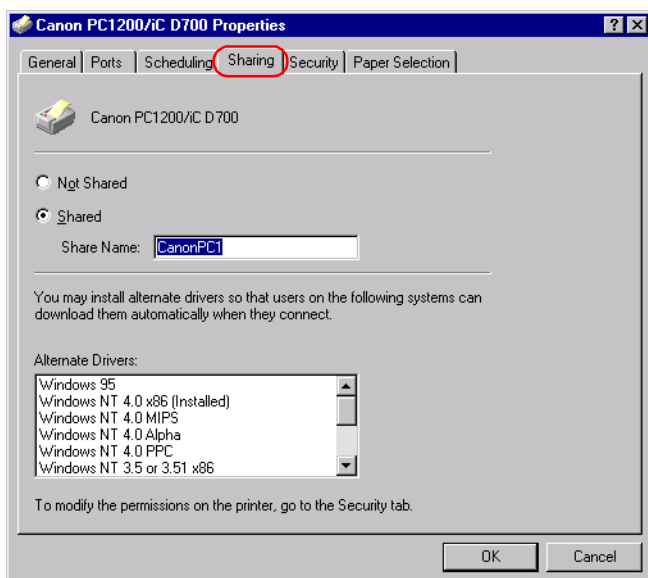 Canon PC1200/iC D700 Properties
General Ports Scheduling Sharing Security Paper Selection
Canon PC1200/iC D700
Not Shared
Shared
Share Name: CanonPC1
You may install alternate drivers so that users on the following systems can
download them automatically when they connect.
Alternate Drivers:
Windows 95
Windows NT 4.0 x86 (Installed)
Windows NT 4.0 MIPS
Windows NT 4.0 Alpha
Windows NT 4.0 PPC
Windows NT 3.5 or 3.51 x86
To modify the permissions on the printer, go to the Security tab.
OK Cancel